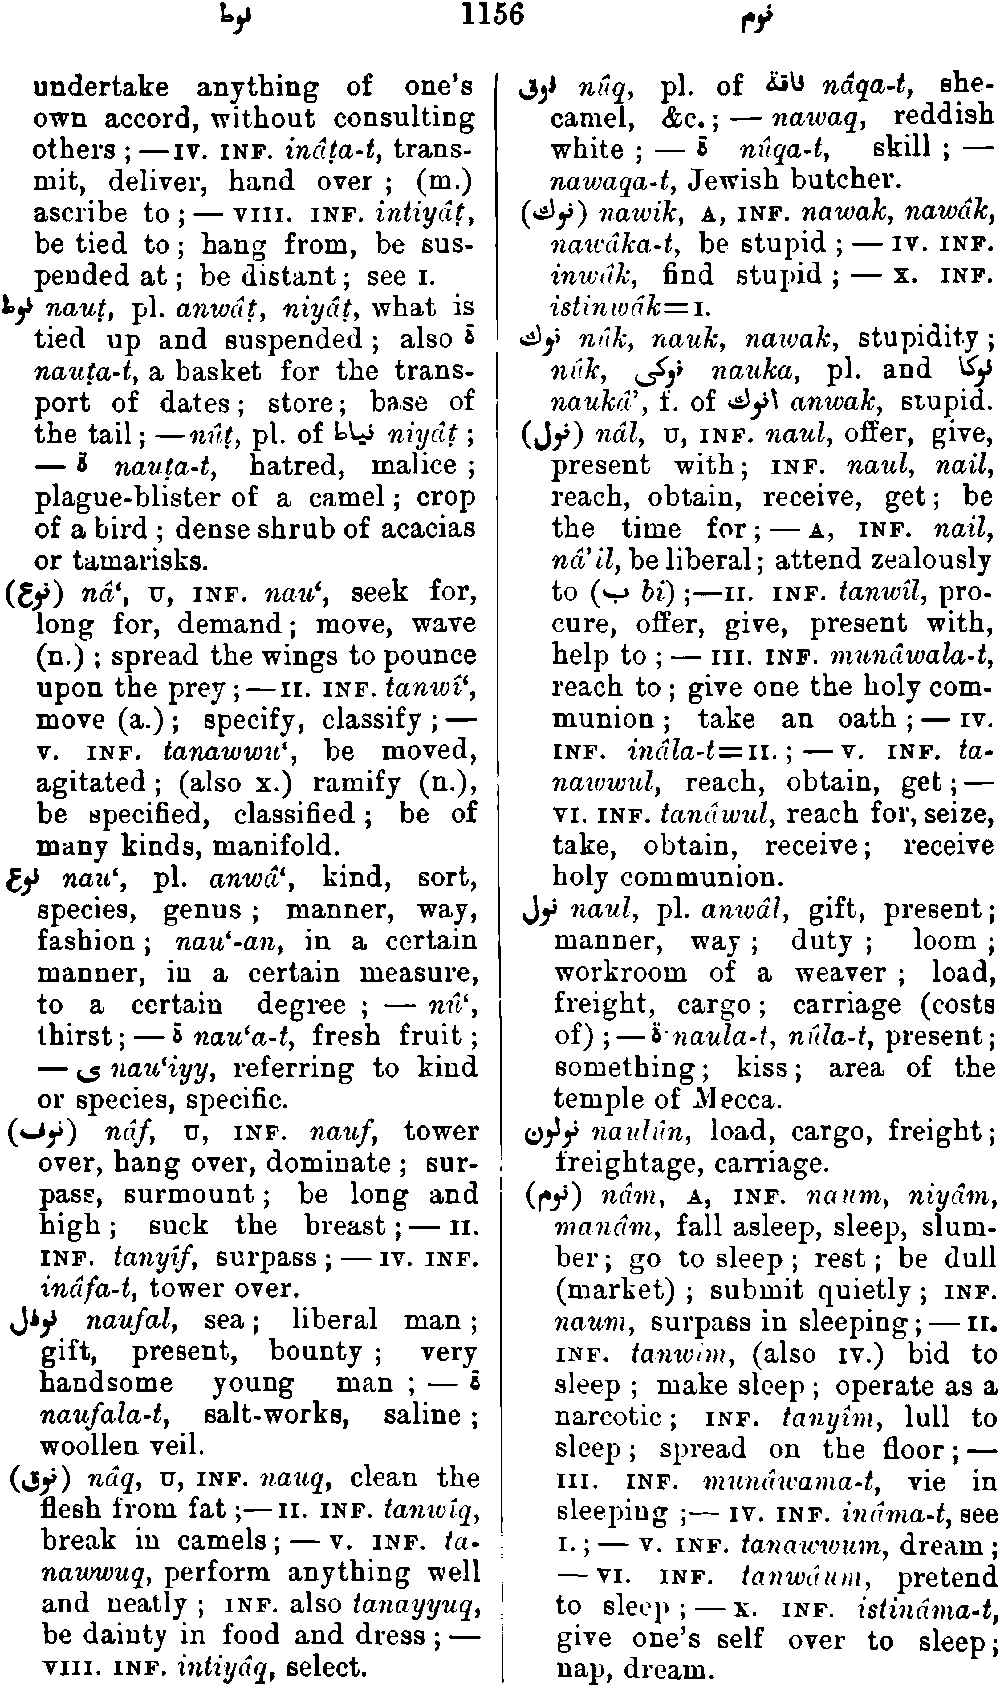 نوط 1156 نوم
undertake anything of one's
own accord, without consulting
others ; —IV. INF. inâṭa-t, trans-
mit, deliver, hand over ; (m.)
ascribe to ; — VIII. INF. intiyâṭ,
be tied to ; hang from, be sus-
pended at ; be distant ; see I.
نوط nauṭ, pl. anwâṭ, niyâṭ, what is
tied up and suspended ; also ة
nauṭa-t, a basket for the trans-
port of dates ; store ; base of
the tail ; —nûṭ, pl. of نياط niyâṭ ;
— ة nauṭa-t, hatred, malice ;
plague-blister of a camel ; crop
of a bird ; dense shrub of acacias
or tamarisks.
(نوع) nâ‘, U, INF. nau‘, seek for,
long for, demand ; move, wave
(n.) ; spread the wings to pounce
upon the prey ; —II. INF. tanwî‘,
move (a.) ; specify, classify ; —
V. INF. tanawwu‘, be moved,
agitated ; (also X.) ramify (n.),
be specified, classified ; be of
many kinds, manifold.
نوع nau‘, pl. anwâ‘, kind, sort,
species, genus ; manner, way,
fashion ; nau‘-an, in a certain
manner, in a certain measure,
to a certain degree ; — nû‘,
thirst ; — ة nau‘a-t, fresh fruit ;
— ى nau‘iyy, referring to kind
or species, specific.
(نوف) nâf, U, INF. nauf, tower
over, hang over, dominate ; sur-
pass, surmount ; be long and
high ; suck the breast ; — II.
INF. tanyîf, surpass ; — IV. INF.
inâfa-t, tower over.
نوفل naufal, sea ; liberal man ;
gift, present, bounty ; very
handsome young man ; — ة
naufala-t, salt-works, saline ;
woollen veil.
(نوق) nâq, U, INF. nauq, clean the
flesh from fat ;—II. INF. tanwîq,
break in camels ; — V. INF. ta-
nawwuq, perform anything well
and neatly ; INF. also tanayyuq,
be dainty in food and dress ; —
VIII. INF. intiyâq, select.
نوق nûq, pl. of ناقة nâqa-t, she-
camel, &c. ; — nawaq, reddish
white ; — ة nûqa-t, skill ; —
nawaqa-t, Jewish butcher.
(نوك) nawik, A, INF. nawak, nawâk,
nawâka-t, be stupid ; — IV. INF.
inwâk, find stupid ; — X. INF.
istinwâk=I.
نوك nûk, nauk, nawak, stupidity ;
nûk, نوكى nauka, pl. and نوكا
naukâ’, f. of انوك anwak, stupid.
(نول) nâl, U, INF. naul, offer, give,
present with ; INF. naul, nail,
reach, obtain, receive, get ; be
the time for ; — A, INF. nail,
nâ’il, be liberal ; attend zealously
to (ب bi) ;—II. INF. tanwîl, pro-
cure, offer, give, present with,
help to ; — III. INF. munâwala-t,
reach to ; give one the holy com-
munion ; take an oath ; — IV.
INF. inâla-t=II. ; — V. INF. ta-
nawwul, reach, obtain, get ; —
VI. INF. tanâwul, reach for, seize,
take, obtain, receive ; receive
holy communion.
نول naul, pl. anwâl, gift, present ;
manner, way ; duty ; loom ;
workroom of a weaver ; load,
freight, cargo ; carriage (costs
of) ; — ة naula-t, nûla-t, present ;
something ; kiss ; area of the
temple of Mecca.
نولون naulûn, load, cargo, freight ;
freightage, carriage.
(نوم) nâm, A, INF. naum, niyâm,
manâm, fall asleep, sleep, slum-
ber ; go to sleep ; rest ; be dull
(market) ; submit quietly ; INF.
naum, surpass in sleeping ; — II.
INF. tanwîm, (also IV.) bid to
sleep ; make sleep ; operate as a
narcotic ; INF. tanyîm, lull to
sleep ; spread on the floor ; —
III. INF. munâwama-t, vie in
sleeping ;— IV. INF. inâma-t, see
I. ; — V. INF. tanawwum, dream ;
— VI. INF. tanwâum, pretend
to sleep ; — X. INF. istinâma-t,
give one's self over to sleep ;
nap, dream.